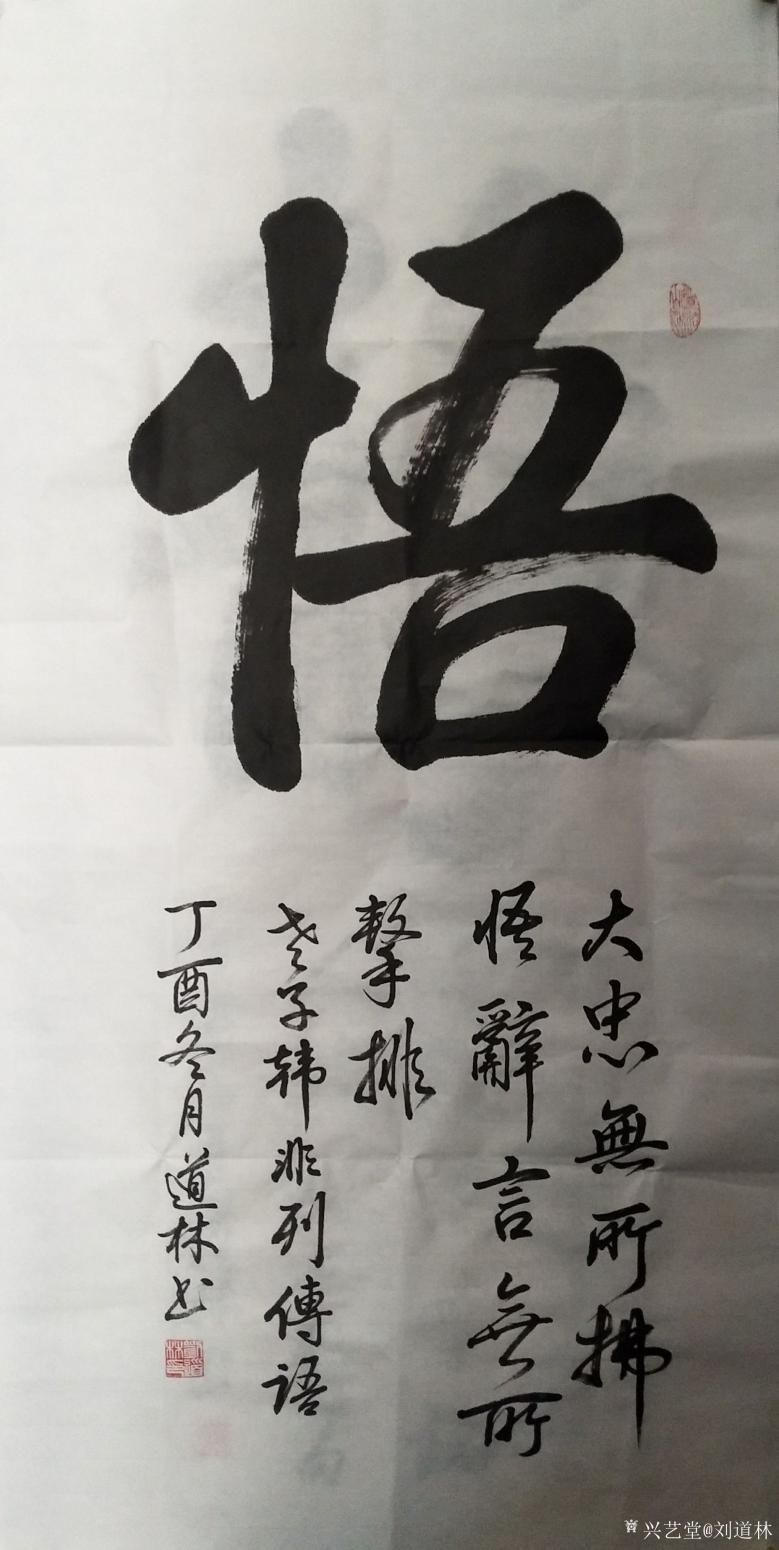 悟
大忠無所拂
悟辭言無所
擊排
老子韩非列傳語
丁酉冬月道林书
兴艺堂@刘道林